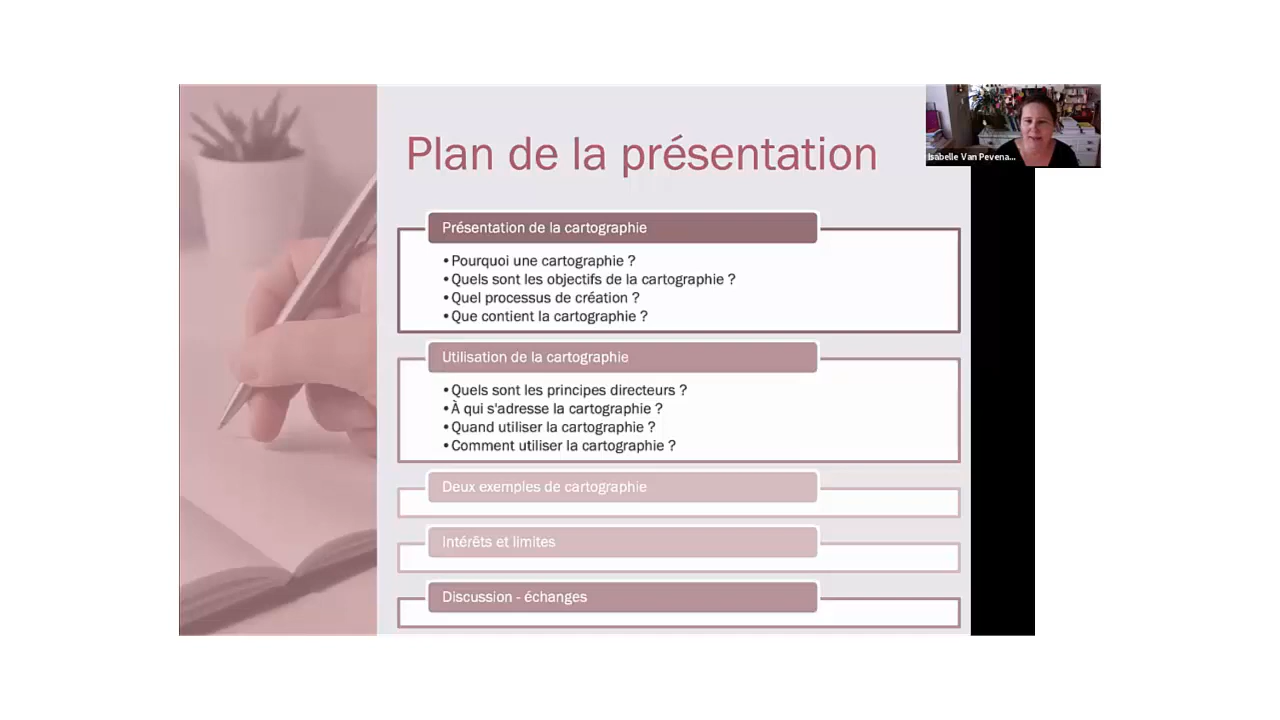 Plan de la présentation
Isabelle Van Pevena...
Présentation de la cartographie
•Pourquoi une cartographie ?
•Quels sont les objectifs de la cartographie ?
•Quel processus de création ?
•Que contient la cartographie ?
Utilisation de la cartographie
•Quels sont les principes directeurs ?
•À qui s'adresse la cartographie ?
•Quand utiliser la cartographie ?
•Comment utiliser la cartographie ?
Deux exemples de cartographie
Intérêts et limites
Discussion - échanges